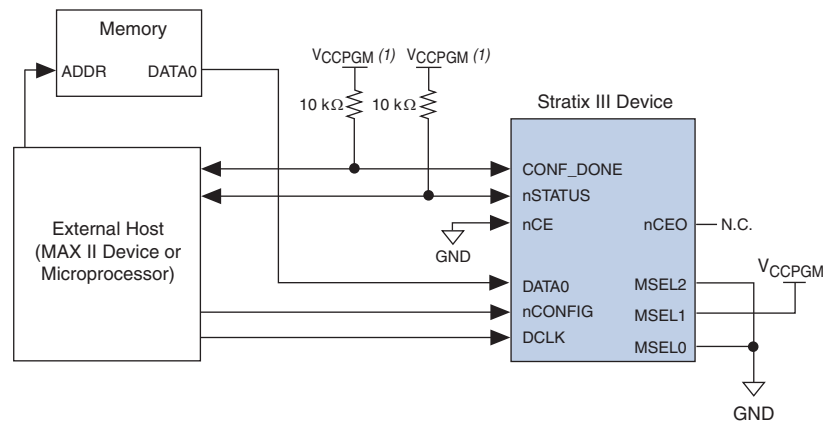 Memory
ADDR DATA0
VCCPGM (1) VCCPGM (1)
10 kΩ 10 kΩ
Stratix III Device
External Host
(MAX II Device or
Microprocessor)
CONF_DONE
nSTATUS
nCE
GND
DATA0
nCONFIG
DCLK
nCEO N.C.
VCCPGM
MSEL2
MSEL1
MSEL0
GND